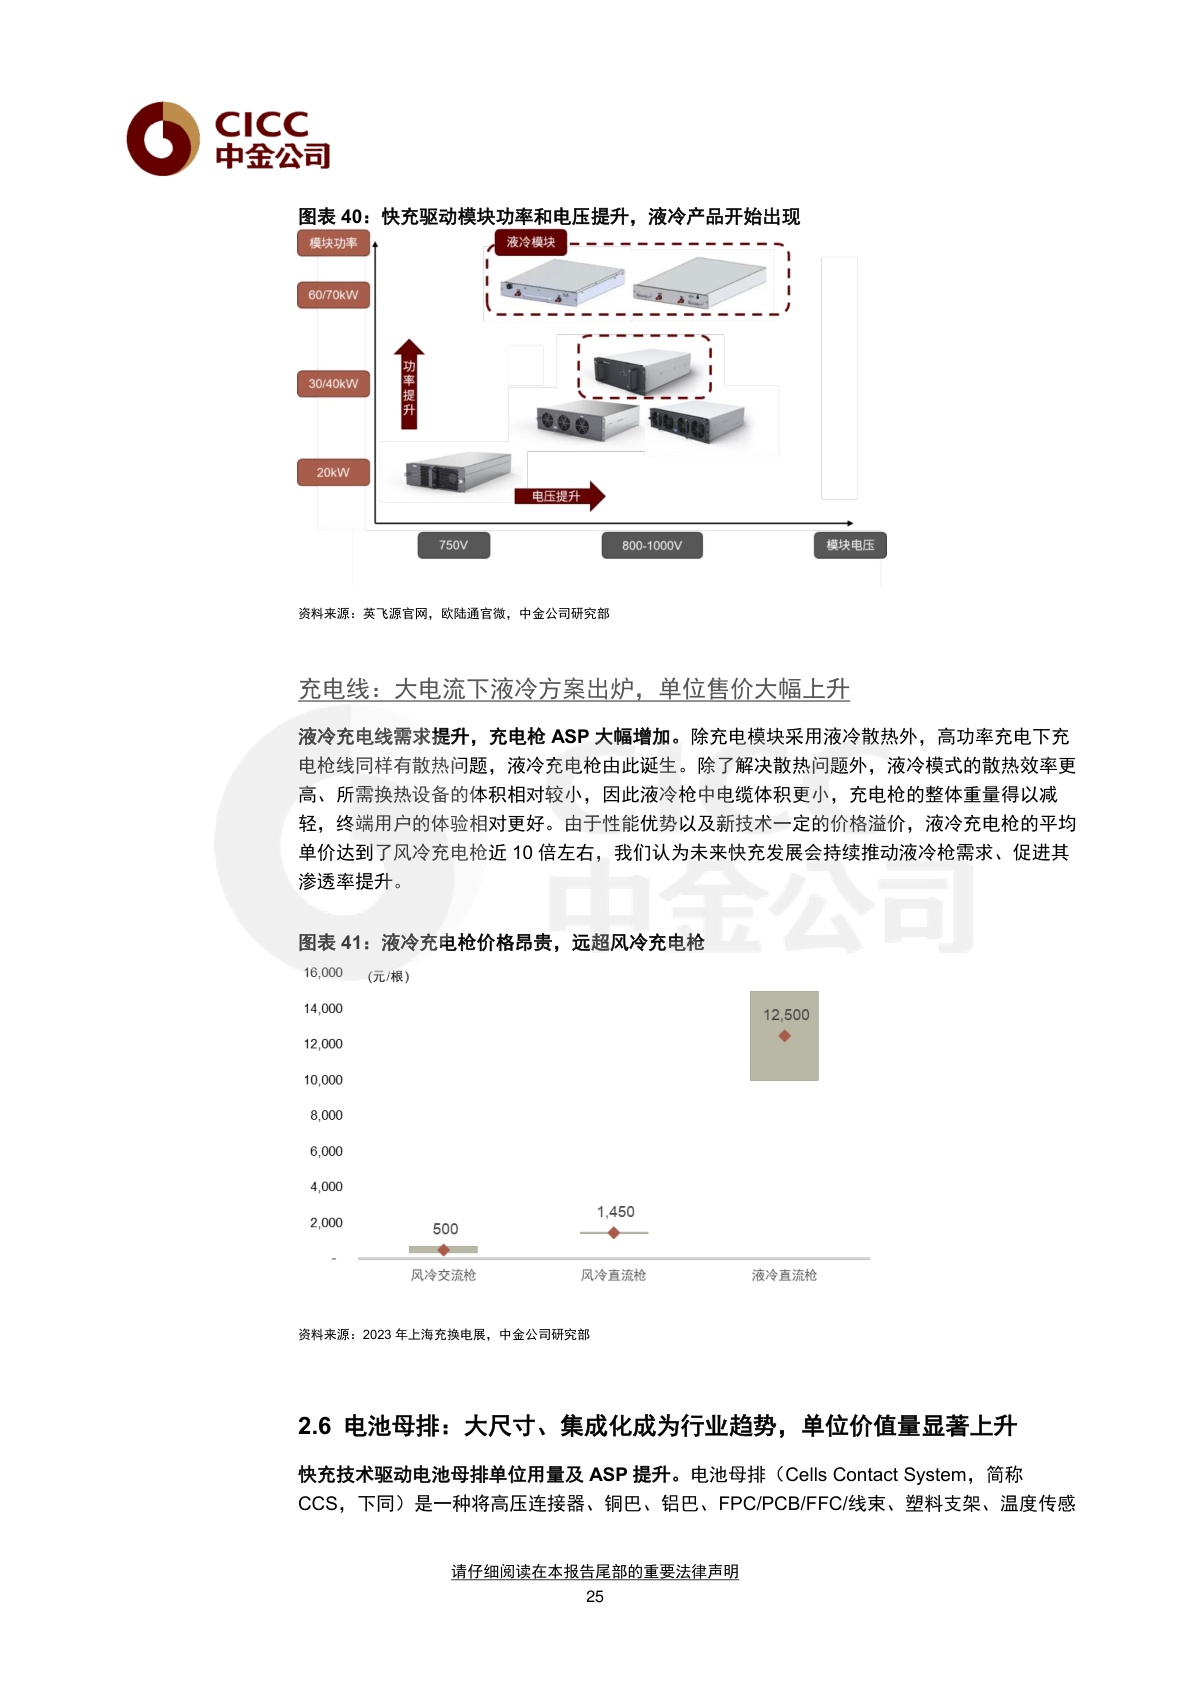 CICC
中金公司
图表 40：快充驱动模块功率和电压提升，液冷产品开始出现
模块功率
液冷模块
60/70kW
功率提升
30/40kW
20kW
电压提升
750V
800-1000V
模块电压
资料来源：英飞源官网，欧陆通官微，中金公司研究部
充电线：大电流下液冷方案出炉，单位售价大幅上升
液冷充电线需求提升，充电枪 ASP 大幅增加。除充电模块采用液冷散热外，高功率充电下充
电枪线同样有散热问题，液冷充电枪由此诞生。除了解决散热问题外，液冷模式的散热效率更
高、所需换热设备的体积相对较小，因此液冷枪中电缆体积更小，充电枪的整体重量得以减
轻，终端用户的体验相对更好。由于性能优势以及新技术一定的价格溢价，液冷充电枪的平均
单价达到了风冷充电枪近 10 倍左右，我们认为未来快充发展会持续推动液冷枪需求、促进其
渗透率提升。
图表 41：液冷充电枪价格昂贵，远超风冷充电枪
16,000
(元/根)
14,000
12,500
12,000
10,000
8,000
6,000
4,000
2,000
1,450
500
-
风冷交流枪
风冷直流枪
液冷直流枪
资料来源：2023 年上海充换电展，中金公司研究部
2.6 电池母排：大尺寸、集成化成为行业趋势，单位价值量显著上升
快充技术驱动电池母排单位用量及 ASP 提升。电池母排（Cells Contact System，简称
CCS，下同）是一种将高压连接器、铜巴、铝巴、FPC/PCB/FFC/线束、塑料支架、温度传感
请仔细阅读在本报告尾部的重要法律声明
25